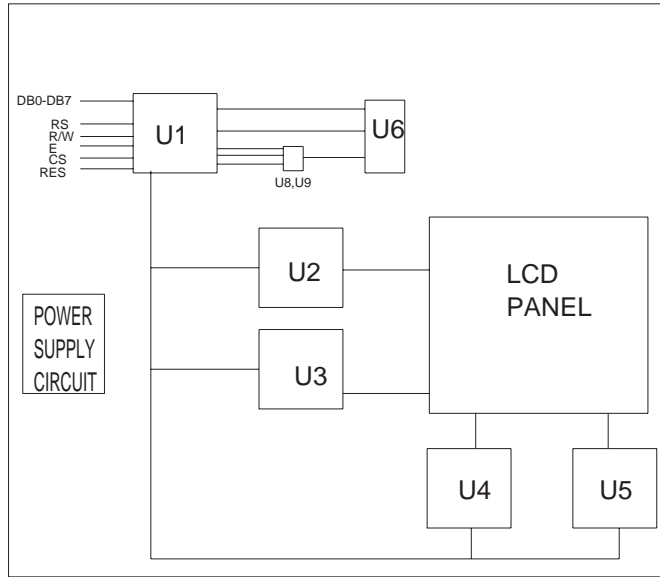 DB0-DB7
RS
R/W
E
CS
RES
U1
U6
U8,U9
U2
LCD
PANEL
POWER
SUPPLY
CIRCUIT
U3
U4
U5